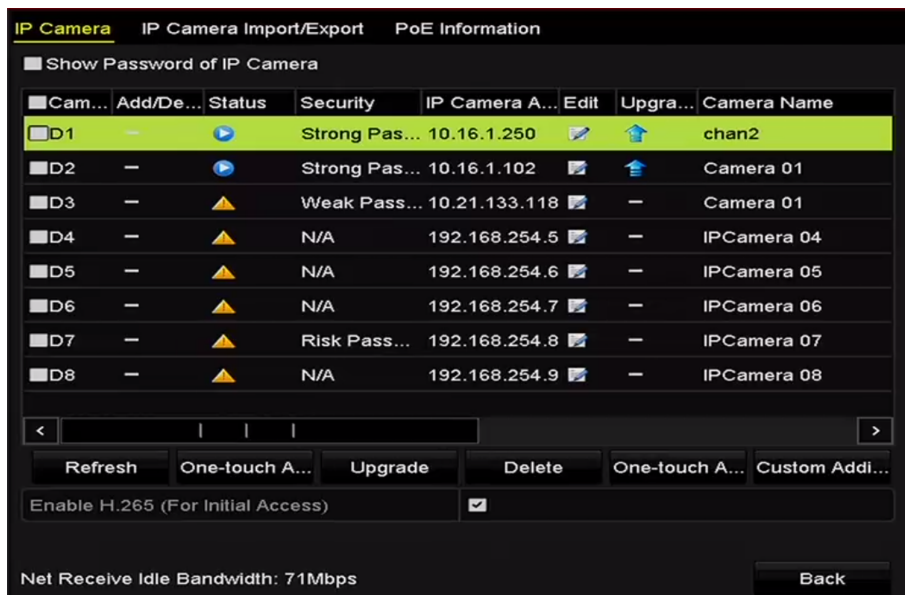 IP Camera IP Camera Import/Export PoE Information
Show Password of IP Camera
Cam... Add/De... Status Security IP Camera A... Edit Upgra... Camera Name
D1 – Strong Pas... 10.16.1.250 chan2
D2 – Strong Pas... 10.16.1.102 Camera 01
D3 – Weak Pass... 10.21.133.118 – Camera 01
D4 – N/A 192.168.254.5 – IPCamera 04
D5 – N/A 192.168.254.6 – IPCamera 05
D6 – N/A 192.168.254.7 – IPCamera 06
D7 – Risk Pass... 192.168.254.8 – IPCamera 07
D8 – N/A 192.168.254.9 – IPCamera 08
< >
Refresh One-touch A... Upgrade Delete One-touch A... Custom Addi...
Enable H.265 (For Initial Access)
Net Receive Idle Bandwidth: 71Mbps Back